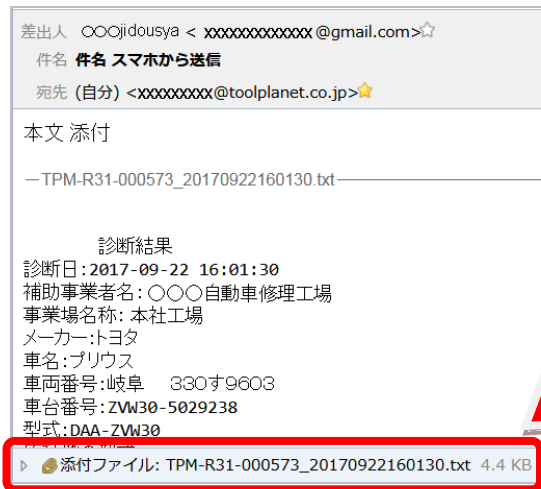 差出人 〇〇〇jidousya < xxxxxxxxxxxxx @gmail.com>☆
件名 件名 スマホから送信
宛先 (自分) <xxxxxxxxx@toolplanet.co.jp>★
本文 添付
TPM-R31-000573_20170922160130.txt
診断結果
診断日:2017-09-22 16:01:30
補助事業者名:〇〇〇自動車修理工場
事業場名称: 本社工場
メーカー:トヨタ
車名:プリウス
車両番号:岐阜 330す9603
車台番号:ZVW30-5029238
型式:DAA-ZVW30
添付ファイル: TPM-R31-000573_20170922160130.txt 4.4 KB